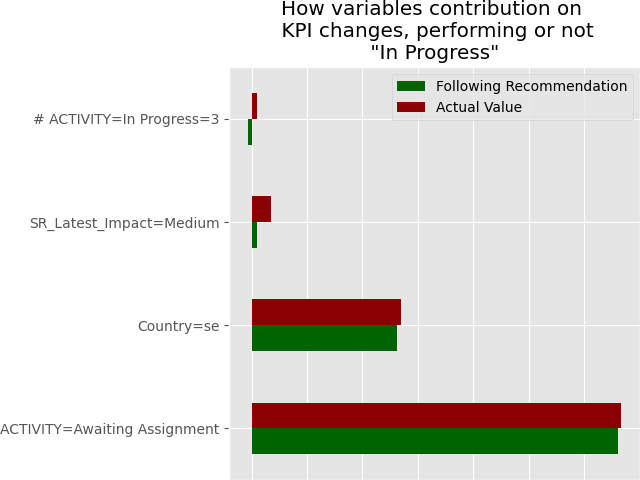 How variables contribution on
KPI changes, performing or not
"In Progress"
Following Recommendation
Actual Value
# ACTIVITY=In Progress=3
SR_Latest_Impact=Medium
Country=se
ACTIVITY=Awaiting Assignment